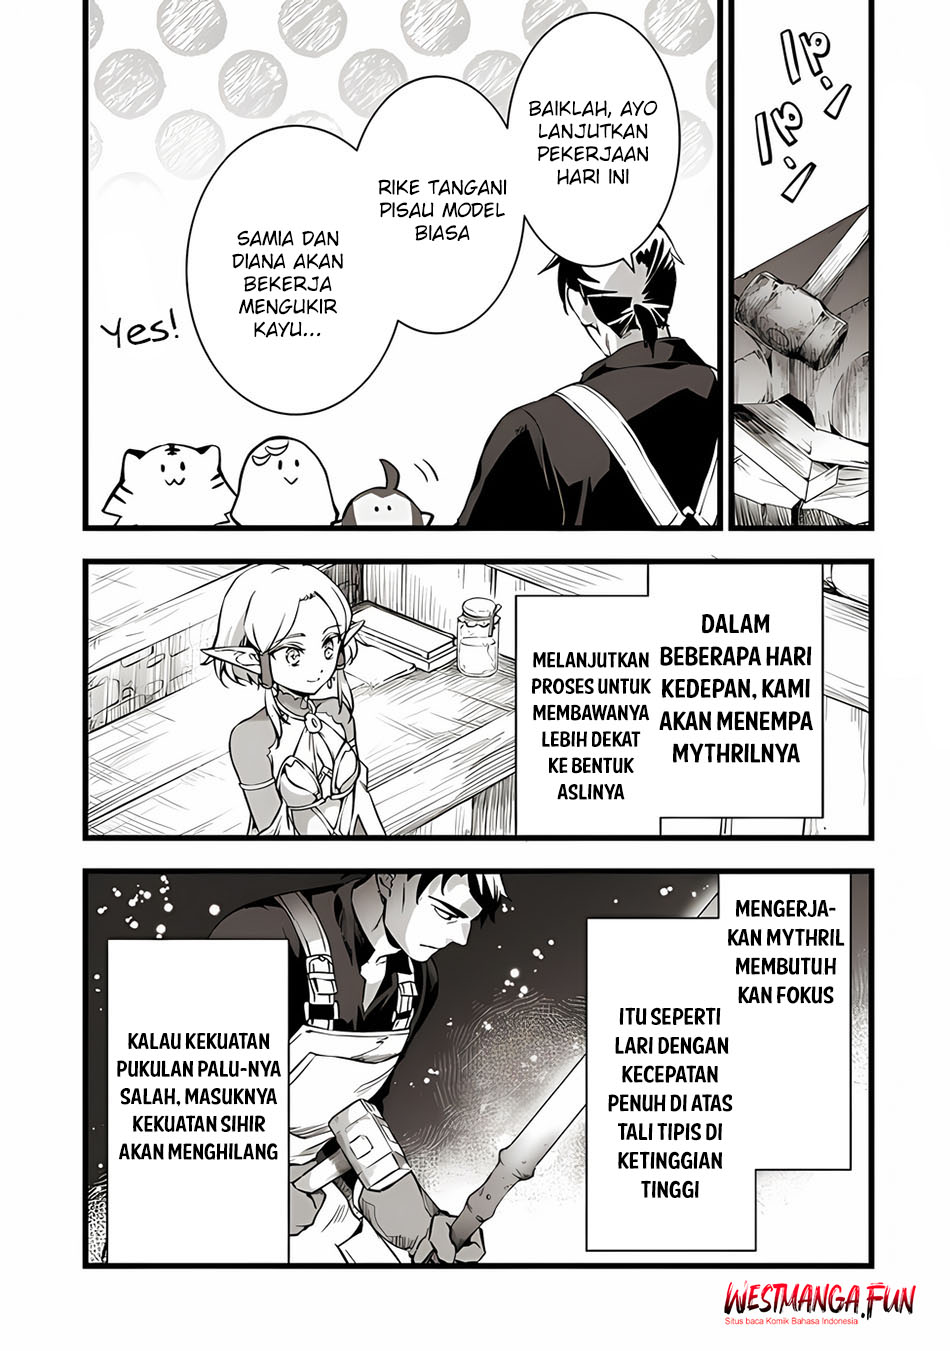 BAIKLAH, AYO
LANJUTKAN
PEKERJAAN
HARI INI
RIKE TANGANI
PISAU MODEL
BIASA
SAMIA DAN
DIANA AKAN
BEKERJA
MENGUKIR
KAYU...
Yes!
DALAM
BEBERAPA HARI
KEDEPAN, KAMI
AKAN MENEMPA
MYTHRILNYA
MELANJUTKAN
PROSES UNTUK
MEMBAWANYA
LEBIH DEKAT
KE BENTUK
ASLINYA
MENGERJA-
KAN MYTHRIL
MEMBUTUH
KAN FOKUS
ITU SEPERTI
LARI DENGAN
KECEPATAN
PENUH DI ATAS
TALI TIPIS DI
KETINGGIAN
TINGGI
KALAU KEKUATAN
PUKULAN PALU-NYA
SALAH, MASUKNYA
KEKUATAN SIHIR
AKAN MENGHILANG
WESTMANGA.FUN
Situs baca Komik Bahasa Indonesia